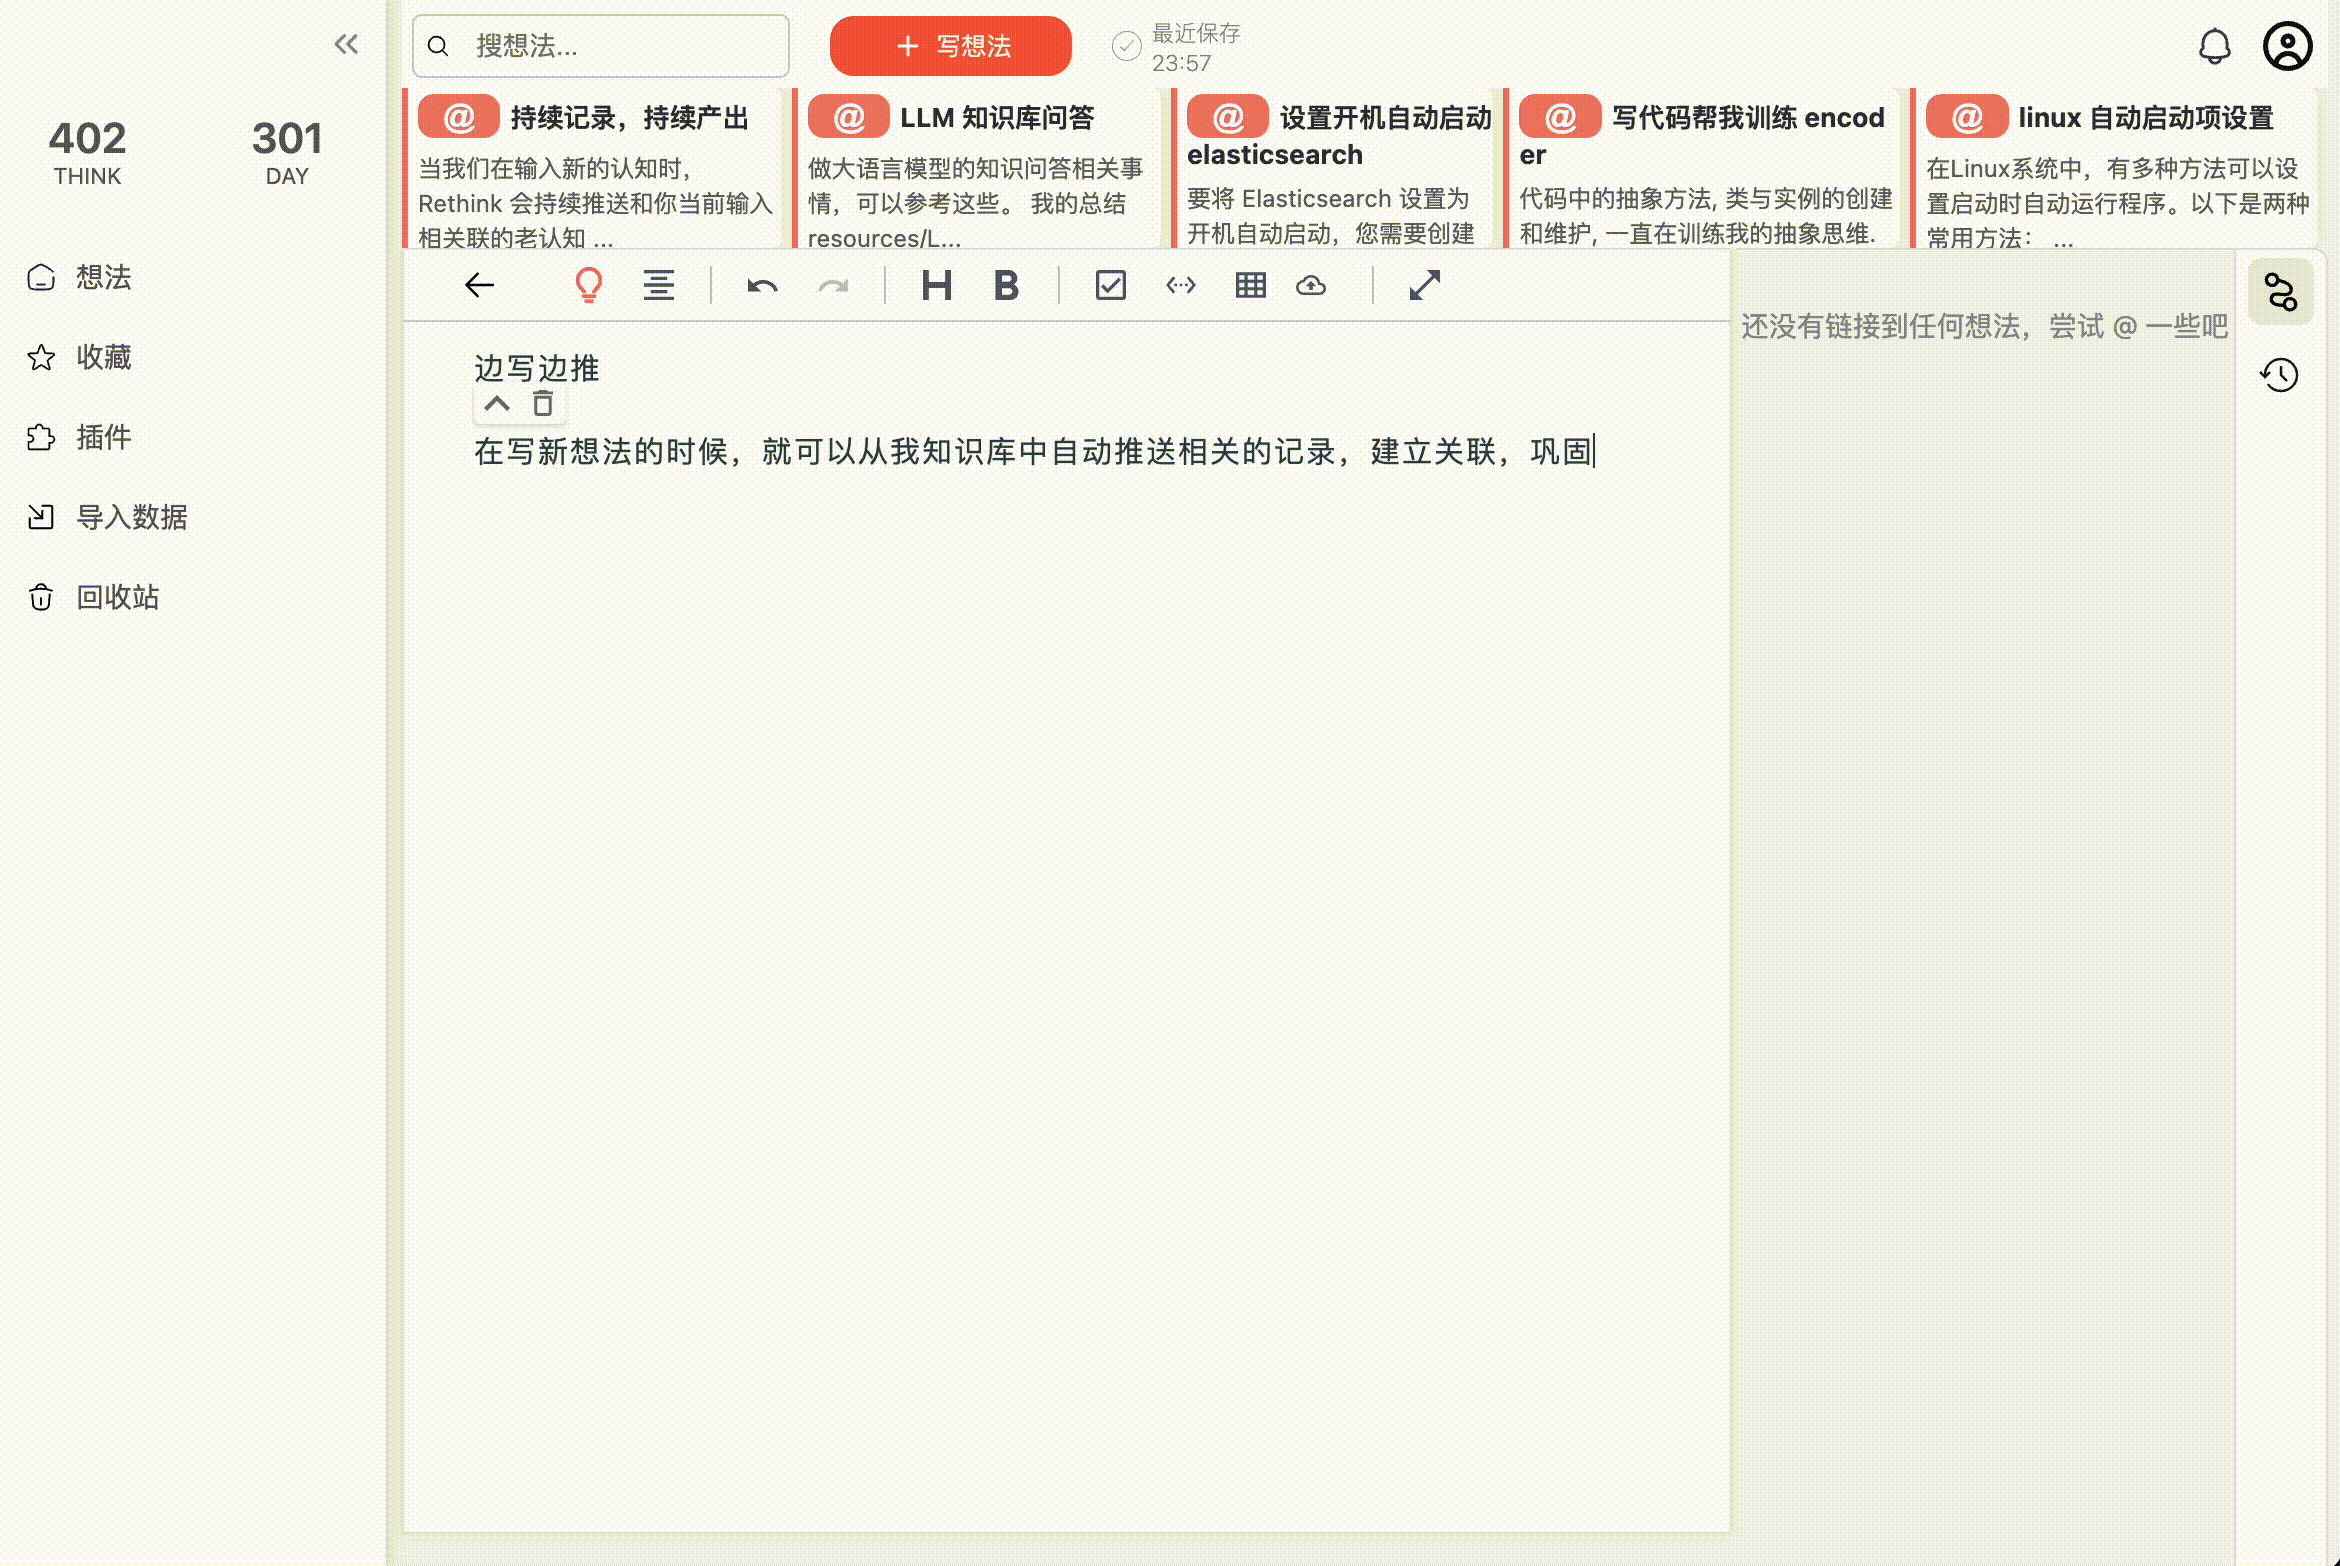 搜想法...
写想法
最近保存
23:57
402
THINK
301
DAY
想法
收藏
插件
导入数据
回收站
@ 持续记录，持续产出
当我们在输入新的认知时，
Rethink 会持续推送和你当前输入
相关联的老认知 ...
@ LLM 知识库问答
做大语言模型的知识问答相关事
情，可以参考这些。 我的总结
resources/L...
@ 设置开机自动启动
elasticsearch
要将 Elasticsearch 设置为
开机自动启动，您需要创建
@ 写代码帮我训练 encod
er
代码中的抽象方法, 类与实例的创建
和维护, 一直在训练我的抽象思维.
@ linux 自动启动项设置
在Linux系统中，有多种方法可以设
置启动时自动运行程序。以下是两种
常用方法： ...
H B
边写边推
在写新想法的时候，就可以从我知识库中自动推送相关的记录，建立关联，巩固
还没有链接到任何想法，尝试 @ 一些吧